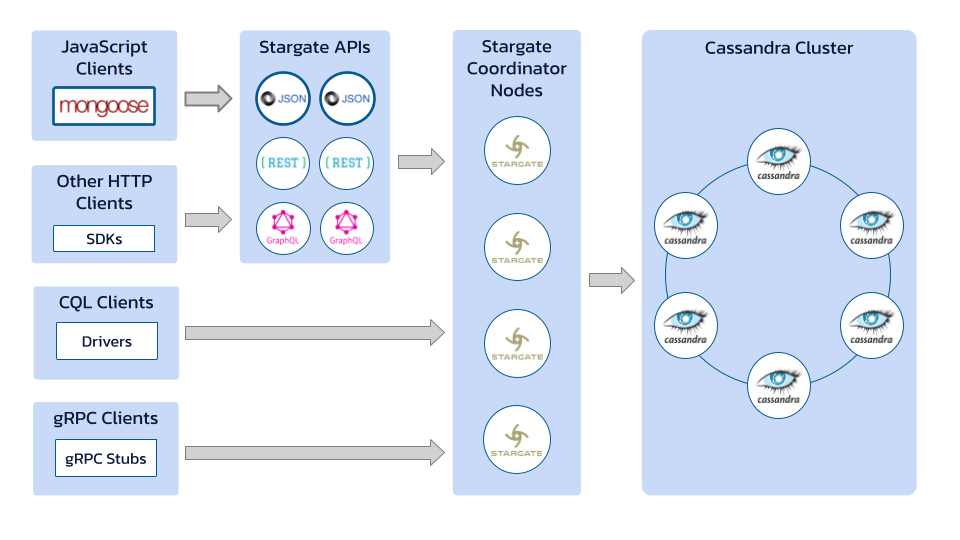 JavaScript
Clients
mongoose
Other HTTP
Clients
SDKs
CQL Clients
Drivers
gRPC Clients
gRPC Stubs
Stargate APIs
JSON
JSON
{REST}
{REST}
GraphQL
GraphQL
Stargate
Coordinator
Nodes
STARGATE
STARGATE
STARGATE
STARGATE
Cassandra Cluster
cassandra
cassandra
cassandra
cassandra
cassandra
cassandra